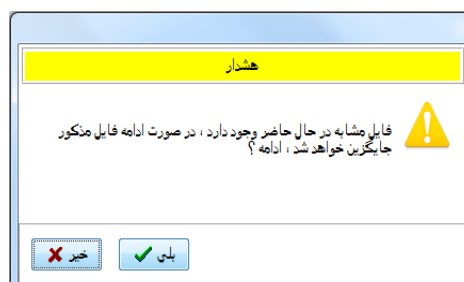 هشدار
فایل مشابه در حال حاضر وجود دارد ، در صورت ادامه فایل مذکور
جایگزین خواهد شد ، ادامه ؟
بلی
خیر